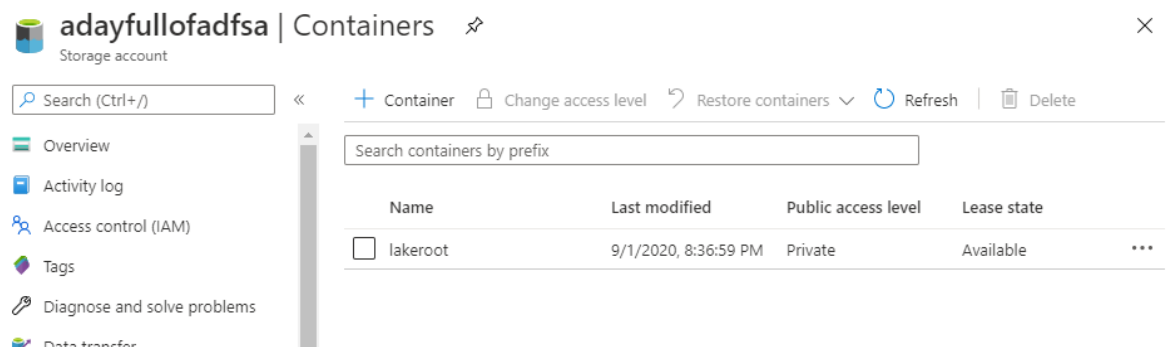 adayfullofadfsa | Containers
Storage account
Search (Ctrl+/)
Overview
Activity log
Access control (IAM)
Tags
Diagnose and solve problems
Data transfer
Container Change access level Restore containers Refresh Delete
Search containers by prefix
Name Last modified Public access level Lease state
lakeroot 9/1/2020, 8:36:59 PM Private Available